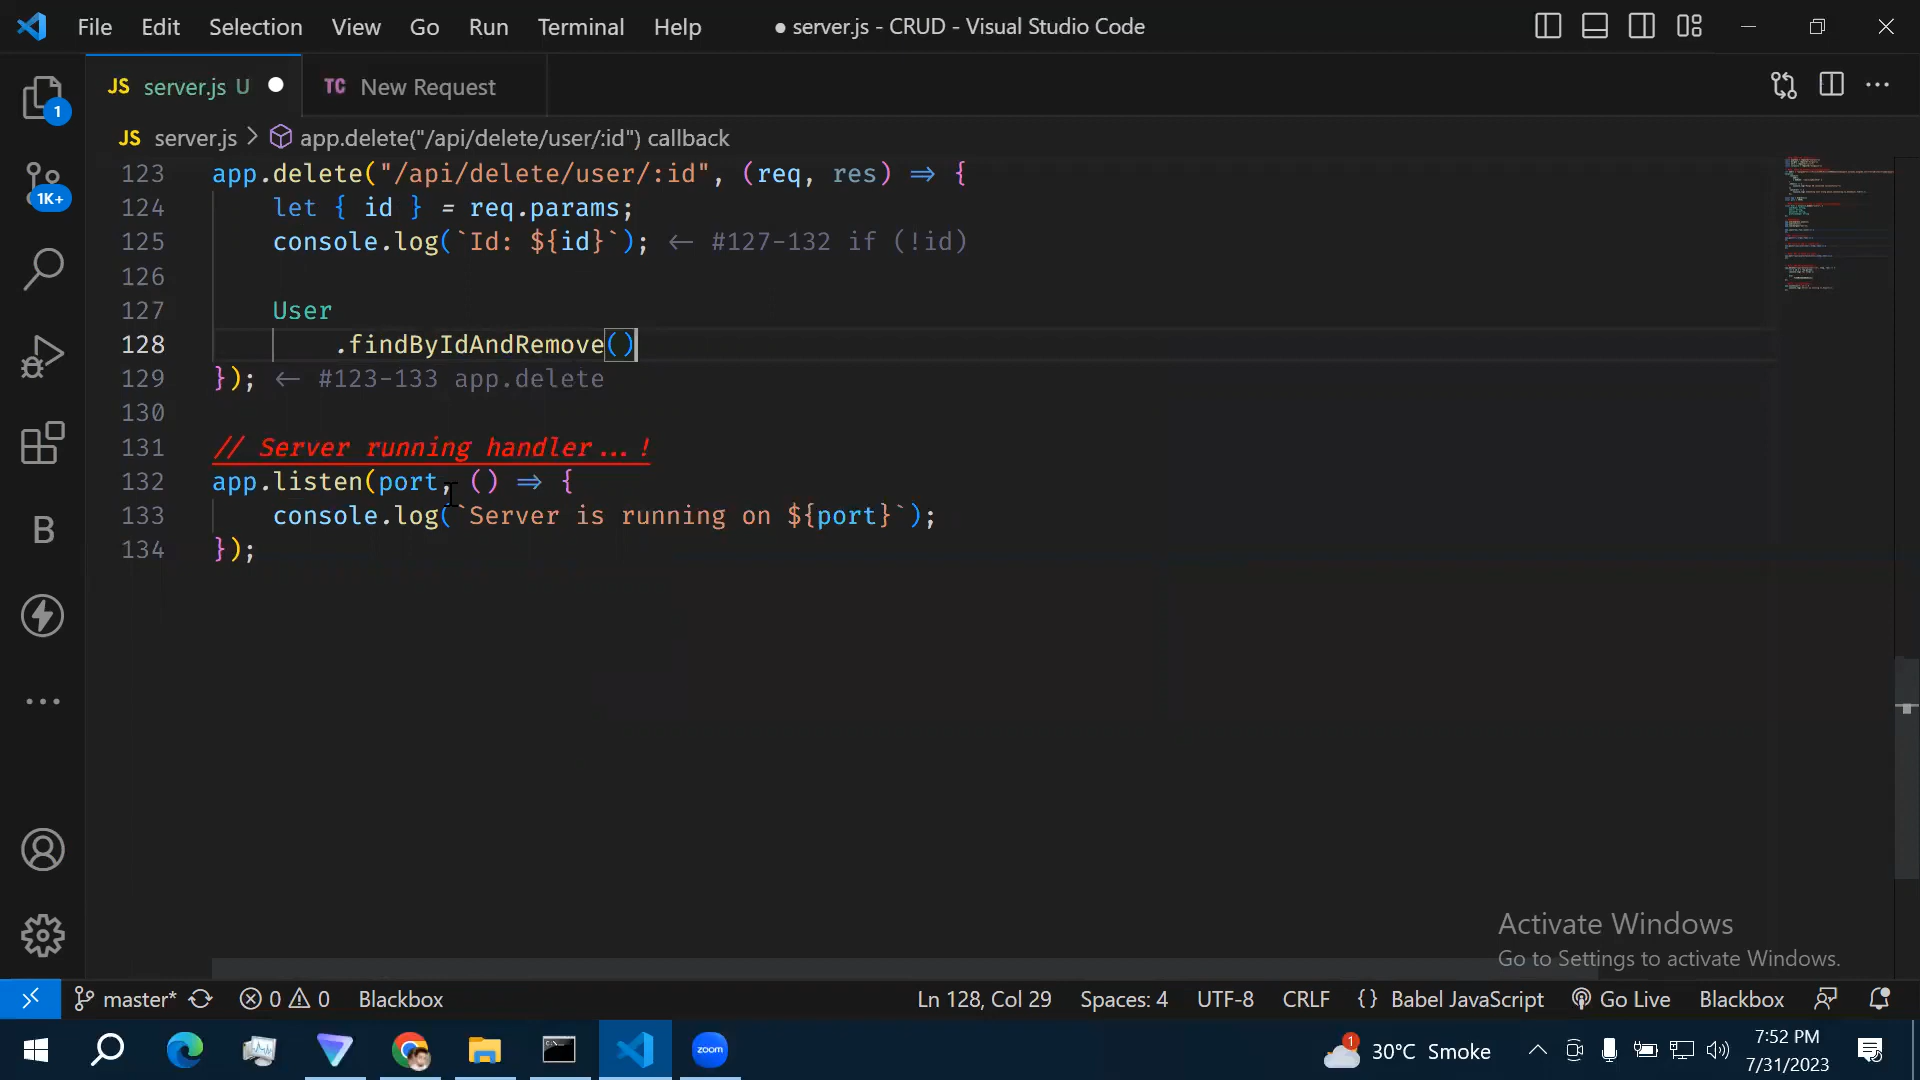 File Edit Selection View Go Run Terminal Help ● server.js - CRUD - Visual Studio Code
JS server.js U ● TC New Request
1
JS server.js > app.delete("/api/delete/user/:id") callback
1K+
123 app.delete("/api/delete/user/:id", (req, res) => {
124 let { id } = req.params;
125 console.log(`Id: ${id}`); <- #127-132 if (!id)
126
127 User
128 .findByIdAndRemove()
129 }); <- #123-133 app.delete
130
131 // Server running handler...!
132 app.listen(port, () => {
133 console.log(`Server is running on ${port}`);
134 });
B
Activate Windows
Go to Settings to activate Windows.
master* 0 0 Blackbox Ln 128, Col 29 Spaces: 4 UTF-8 CRLF {} Babel JavaScript Go Live Blackbox
zoom 1 30°C Smoke 7:52 PM
7/31/2023